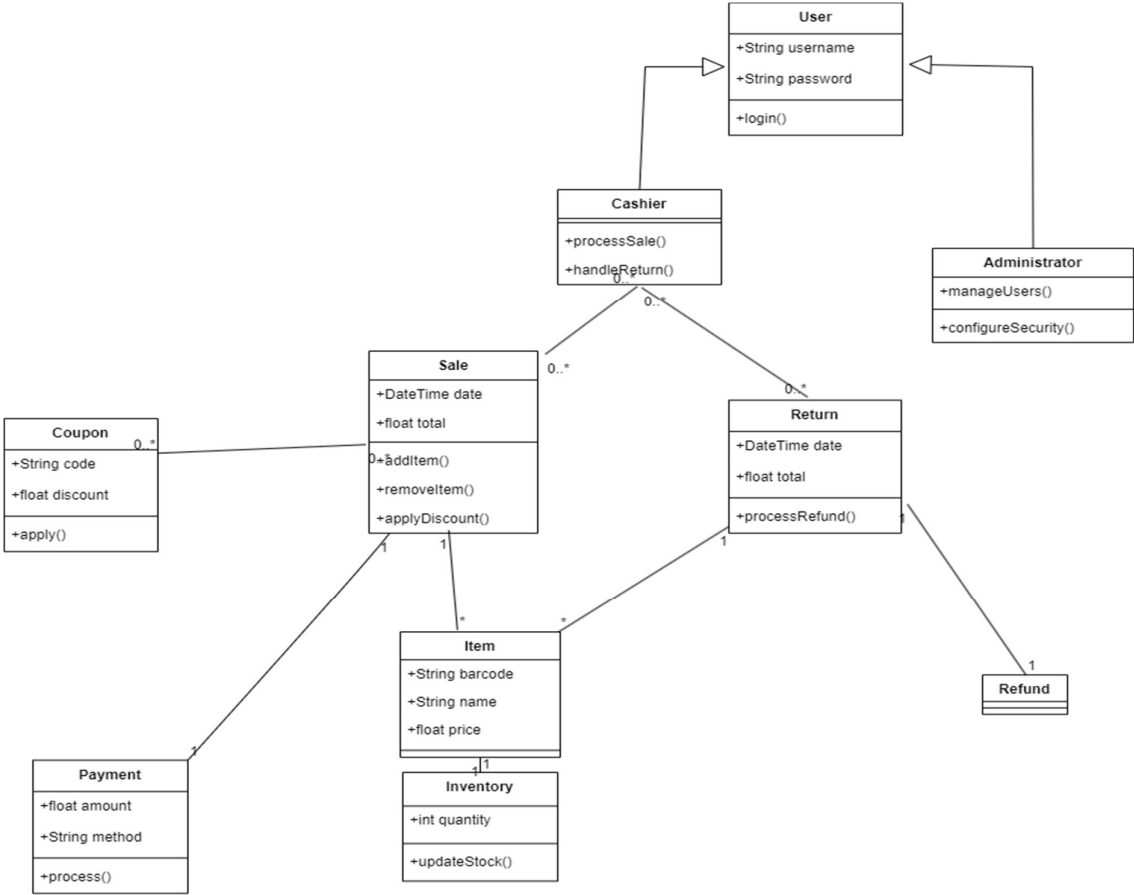 User
+String username
+String password
+login()
Cashier
+processSale()
+handleReturn()
0..*
0..*
Administrator
+manageUsers()
+configureSecurity()
Sale
+DateTime date
+float total
+addItem()
+removeItem()
+applyDiscount()
0..*
0..*
Return
+DateTime date
+float total
+processRefund()
Coupon
+String code
+float discount
+apply()
0..*
0..*
1
1
1
1
*
*
Item
+String barcode
+String name
+float price
1
Refund
1
1
1
Inventory
+int quantity
+updateStock()
Payment
+float amount
+String method
+process()